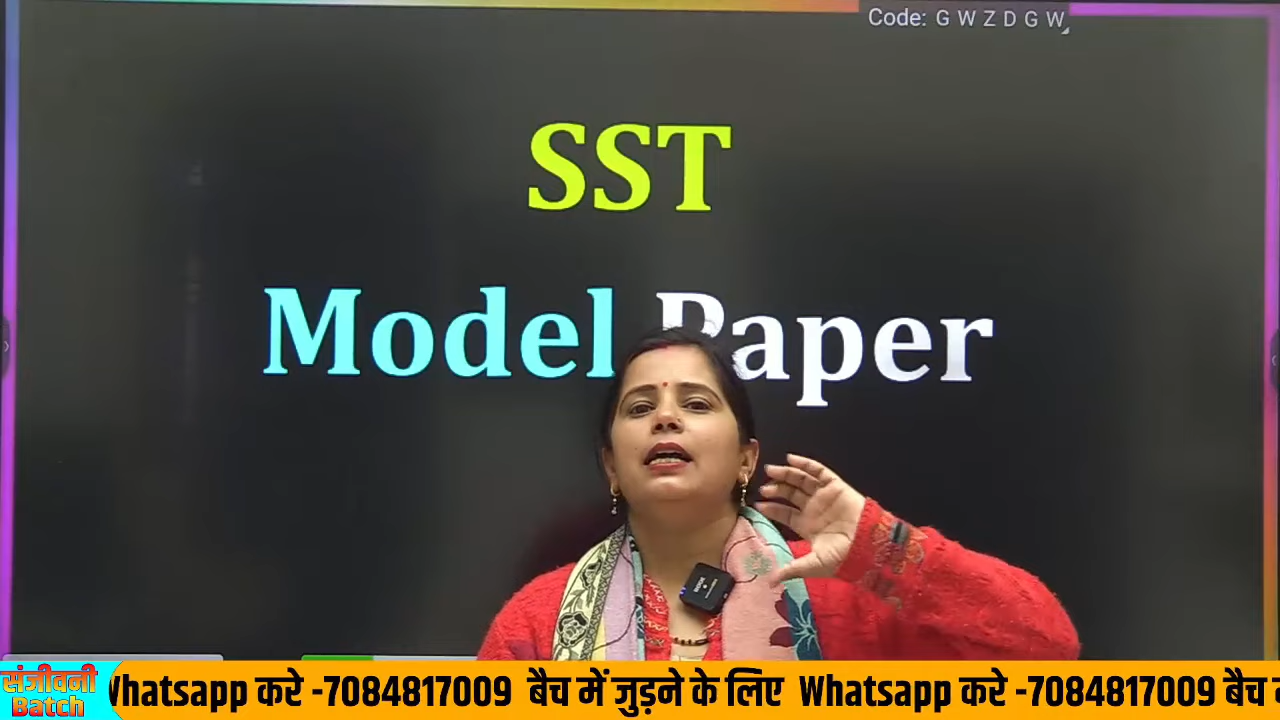 Code: G W Z D G W
SST
Model Paper
संजीवनी
Batch
Whatsapp करे -7084817009 बैच में जुड़ने के लिए Whatsapp करे -7084817009 बैच